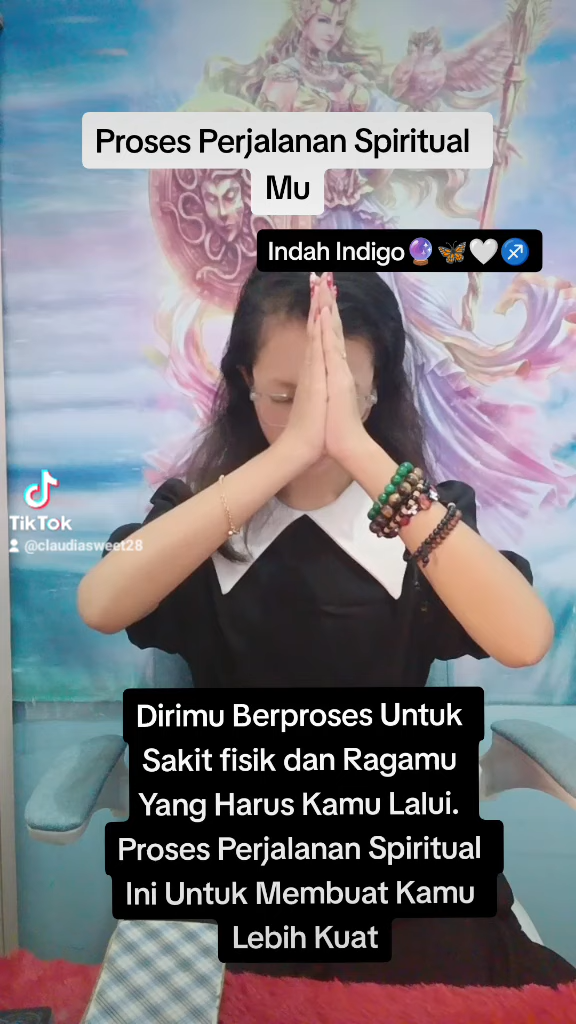 Proses Perjalanan Spiritual
Mu
Indah Indigo🔮🦋🤍♐
TikTok
@claudiasweet28
Dirimu Berproses Untuk
Sakit fisik dan Ragamu
Yang Harus Kamu Lalui.
Proses Perjalanan Spiritual
Ini Untuk Membuat Kamu
Lebih Kuat